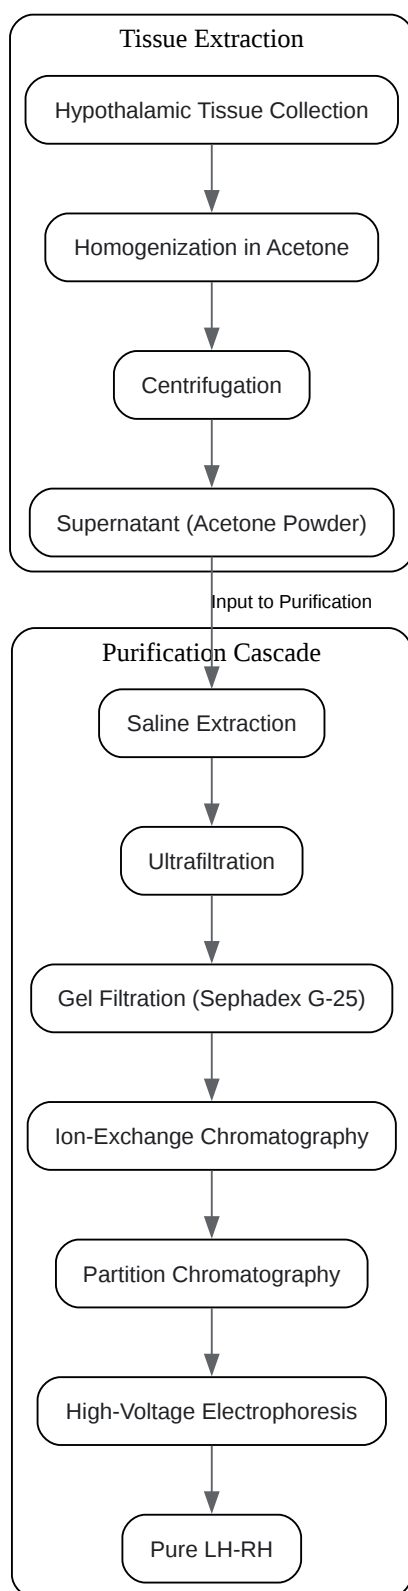 Tissue Extraction
Hypothalamic Tissue Collection
Homogenization in Acetone
Centrifugation
Supernatant (Acetone Powder)
Input to Purification
Purification Cascade
Saline Extraction
Ultrafiltration
Gel Filtration (Sephadex G-25)
Ion-Exchange Chromatography
Partition Chromatography
High-Voltage Electrophoresis
Pure LH-RH